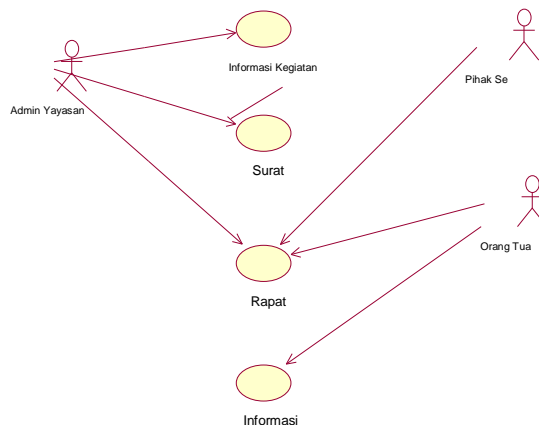 Informasi Kegiatan
Pihak Se
Admin Yayasan
Surat
Orang Tua
Rapat
Informasi